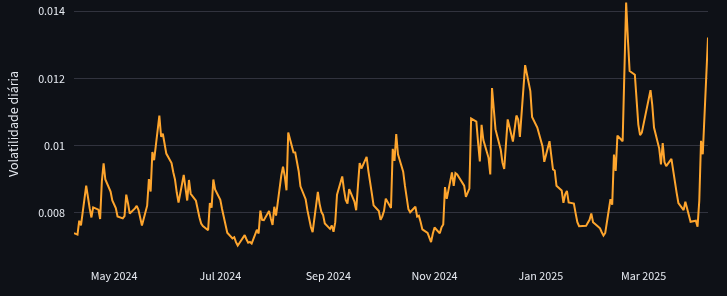 Volatilidade diária
0.014
0.012
0.01
0.008
May 2024
Jul 2024
Sep 2024
Nov 2024
Jan 2025
Mar 2025